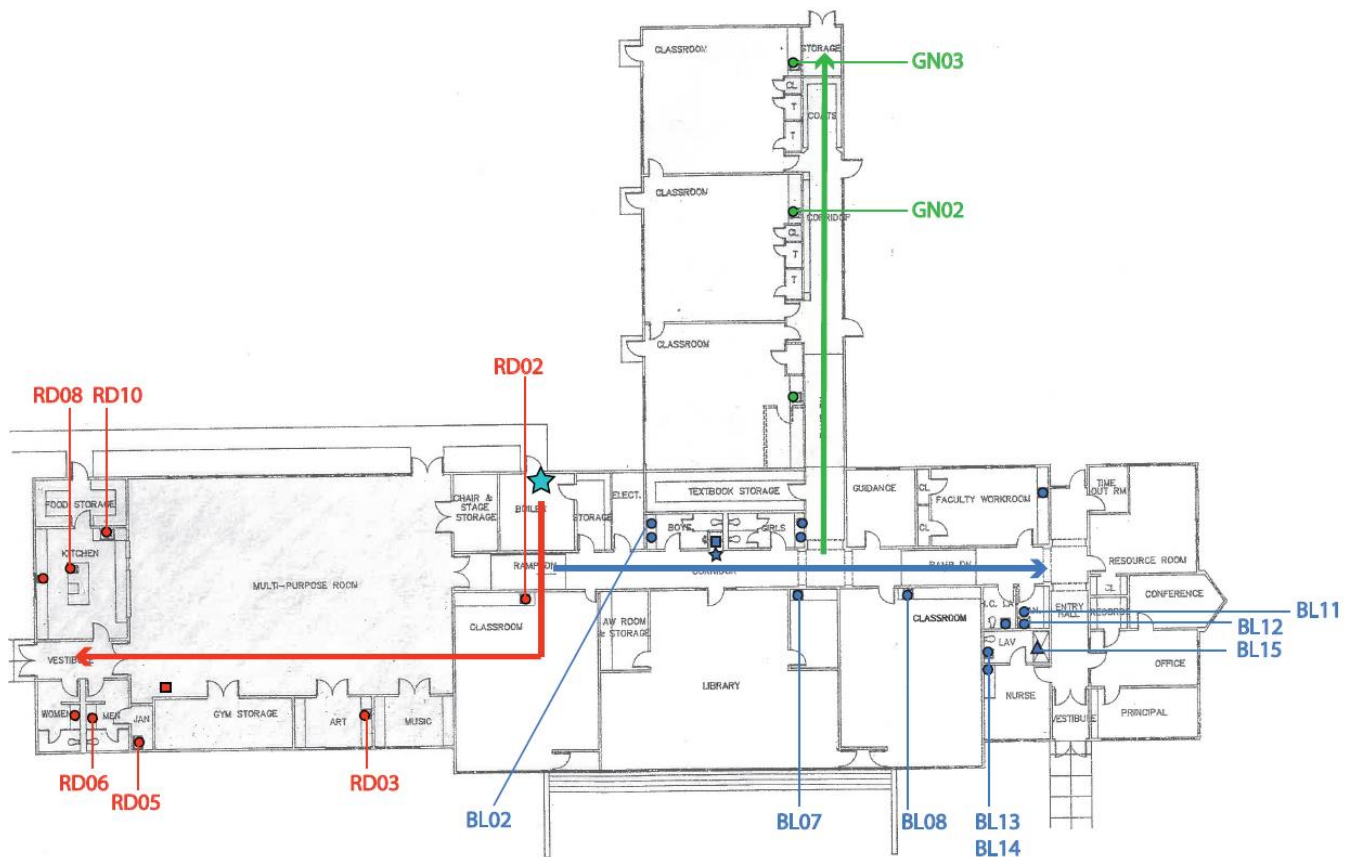 CLASSROOM
STORAGE
GN03
CL
T
COATS
T
CLASSROOM
GN02
CORRIDOR
CL
T
T
CLASSROOM
RD02
RD08
RD10
FOOD STORAGE
CHAIR &
STAGE
STORAGE
BOILER
STORAGE
ELECT.
TEXTBOOK STORAGE
GUIDANCE
CL
CL
FACULTY WORKROOM
TIME
OUT RM
BOYS
GIRLS
KITCHEN
MULTI-PURPOSE ROOM
RAMP DN
CORRIDOR
RAMP DN
RESOURCE ROOM
CL
CONFERENCE
CLASSROOM
AW ROOM
& STORAGE
CLASSROOM
H.C. LA
ENTRY
HALL
RECORDS
BL11
BL12
BL15
VESTIBULE
LAV
OFFICE
LIBRARY
NURSE
WOMEN
MEN
JAN
GYM STORAGE
ART
MUSIC
VESTIBULE
PRINCIPAL
RD06
RD05
RD03
BL02
BL07
BL08
BL13
BL14